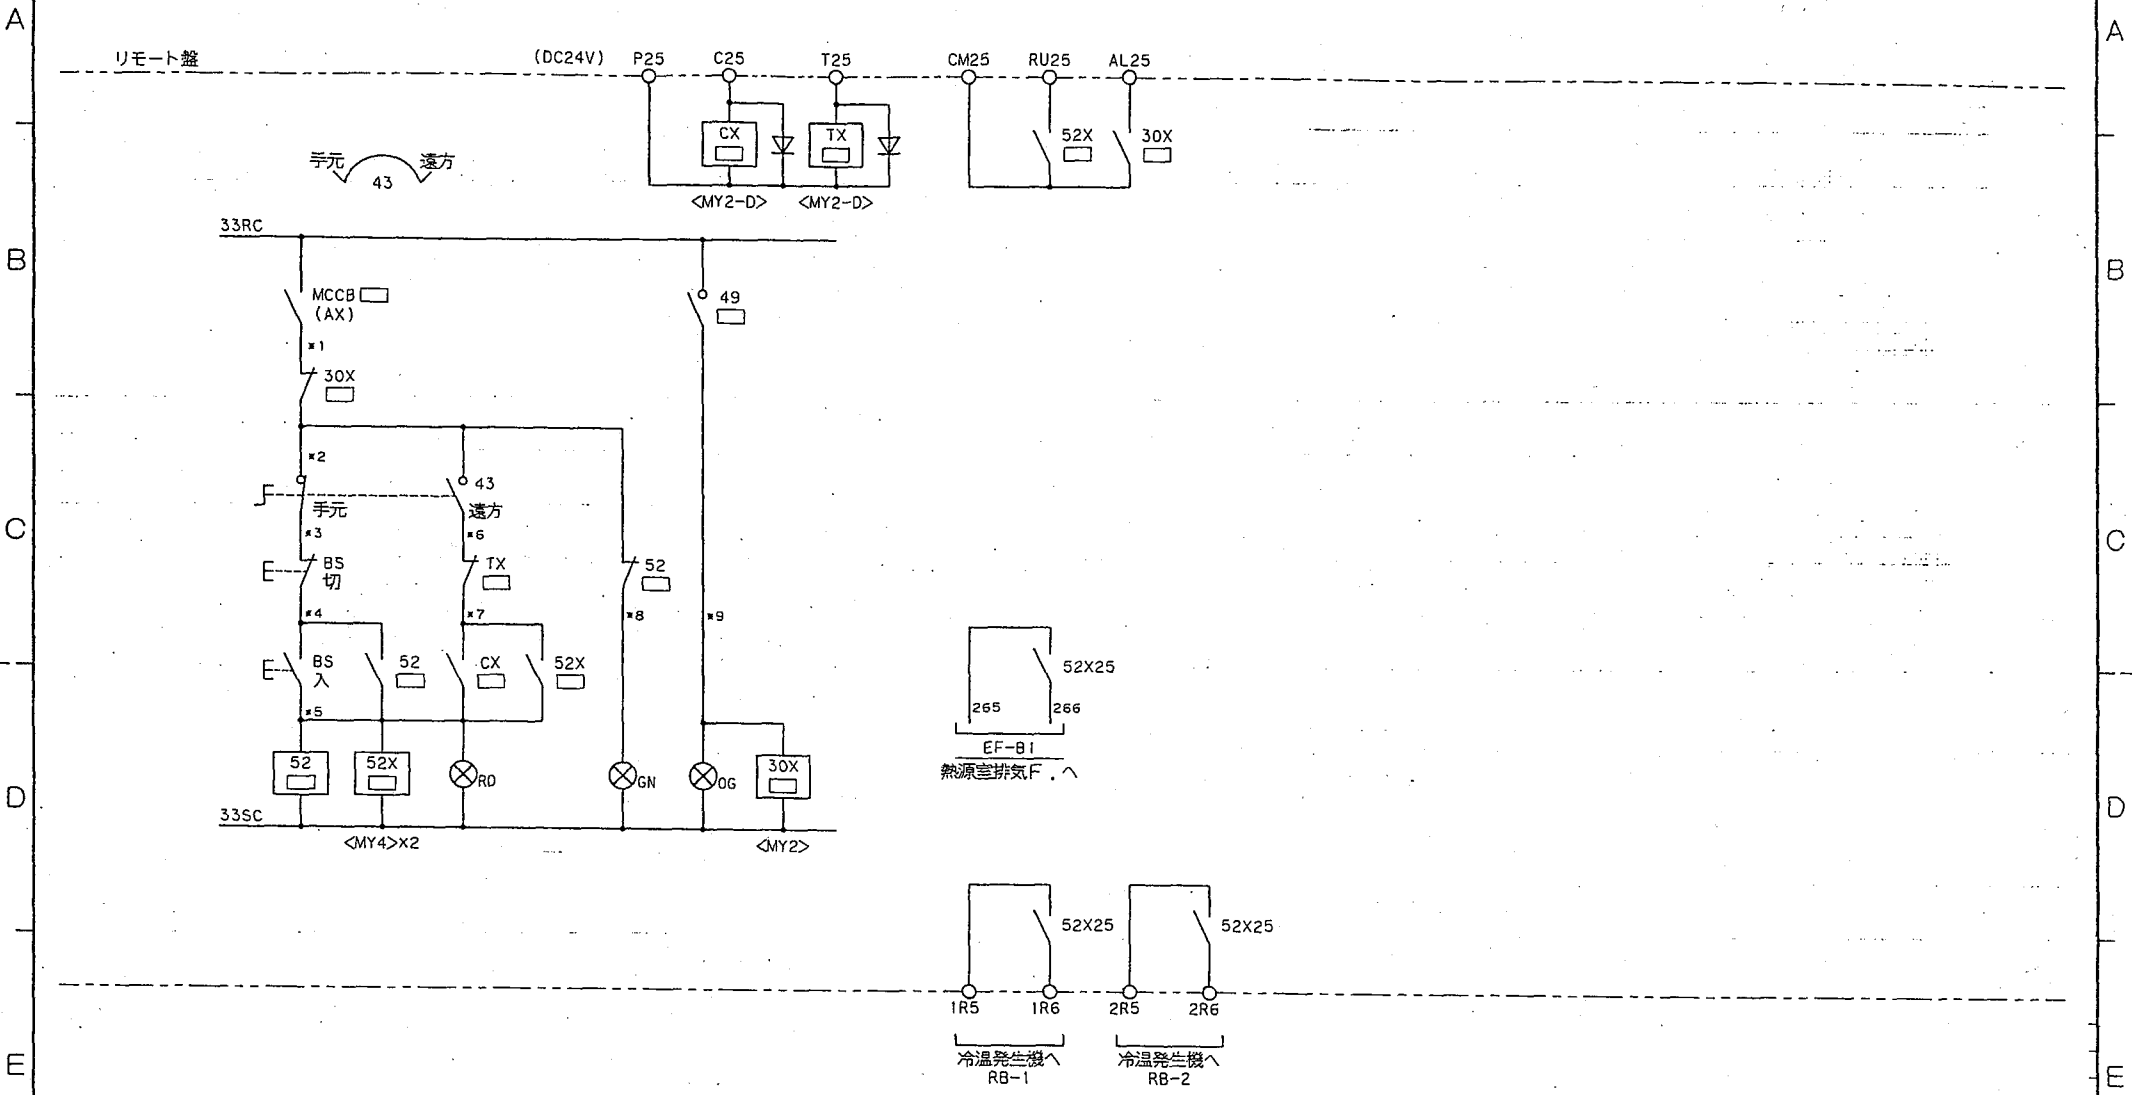 A
A
リモート盤
(DC24V)
P25
C25
T25
CM25
RU25
AL25
CX
TX
52X
30X
手元
遠方
43
<MY2-D>
<MY2-D>
33RC
B
B
MCCB
(AX)
49
*1
30X
*2
43
手元
遠方
C
C
*3
*6
BS
切
TX
52
*4
*7
*8
*9
BS
入
52
CX
52X
52X25
*5
265
266
EF-B1
熱源室排気F.へ
52
52X
RD
GN
OG
30X
D
D
33SC
<MY4>X2
<MY2>
52X25
52X25
1R5
1R6
2R5
2R6
冷温発生機へ
RB-1
冷温発生機へ
RB-2
E
E